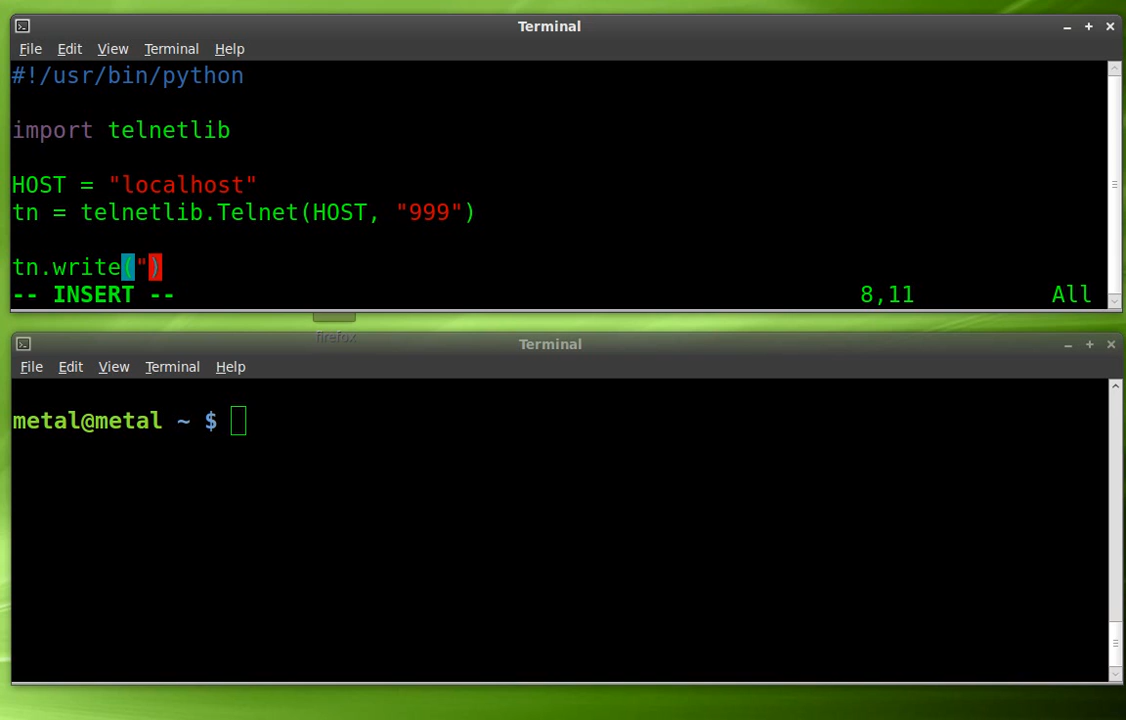 Terminal
File Edit View Terminal Help
#!/usr/bin/python
import telnetlib
HOST = "localhost"
tn = telnetlib.Telnet(HOST, "999")
tn.write(")
-- INSERT -- 8,11 All
firefox
Terminal
File Edit View Terminal Help
metal@metal ~ $